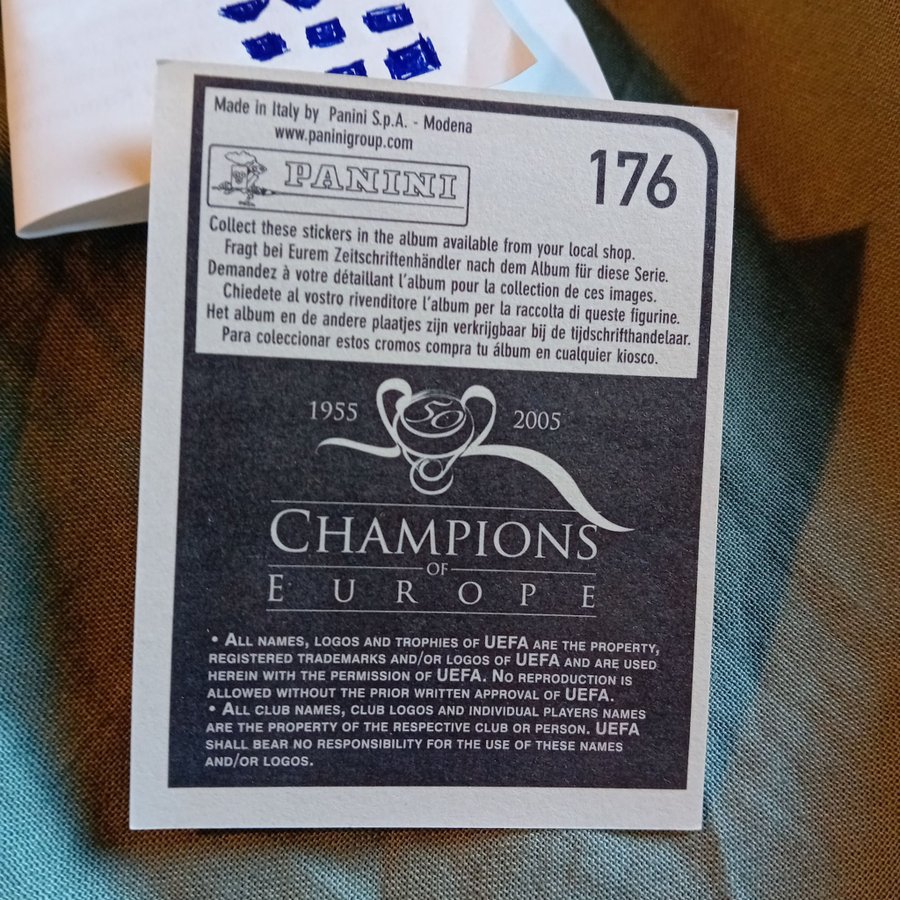 Made in Italy by Panini S.p.A. - Modena
www.paninigroup.com
176
PANINI
Collect these stickers in the album available from your local shop.
Fragt bei Eurem Zeitschriftenhändler nach dem Album für diese Serie.
Demandez à votre détaillant l'album pour la collection de ces images.
Chiedete al vostro rivenditore l'album per la raccolta di queste figurine.
Het album en de andere plaatjes zijn verkrijgbaar bij de tijdschrifthandelaar.
Para coleccionar estos cromos compra tu álbum en cualquier kiosco.
1955 50 2005
CHAMPIONS
OF
EUROPE
• ALL NAMES, LOGOS AND TROPHIES OF UEFA ARE THE PROPERTY,
REGISTERED TRADEMARKS AND/OR LOGOS OF UEFA AND ARE USED
HEREIN WITH THE PERMISSION OF UEFA. NO REPRODUCTION IS
ALLOWED WITHOUT THE PRIOR WRITTEN APPROVAL OF UEFA.
• ALL CLUB NAMES, CLUB LOGOS AND INDIVIDUAL PLAYERS NAMES
ARE THE PROPERTY OF THE RESPECTIVE CLUB OR PERSON. UEFA
SHALL BEAR NO RESPONSIBILITY FOR THE USE OF THESE NAMES
AND/OR LOGOS.